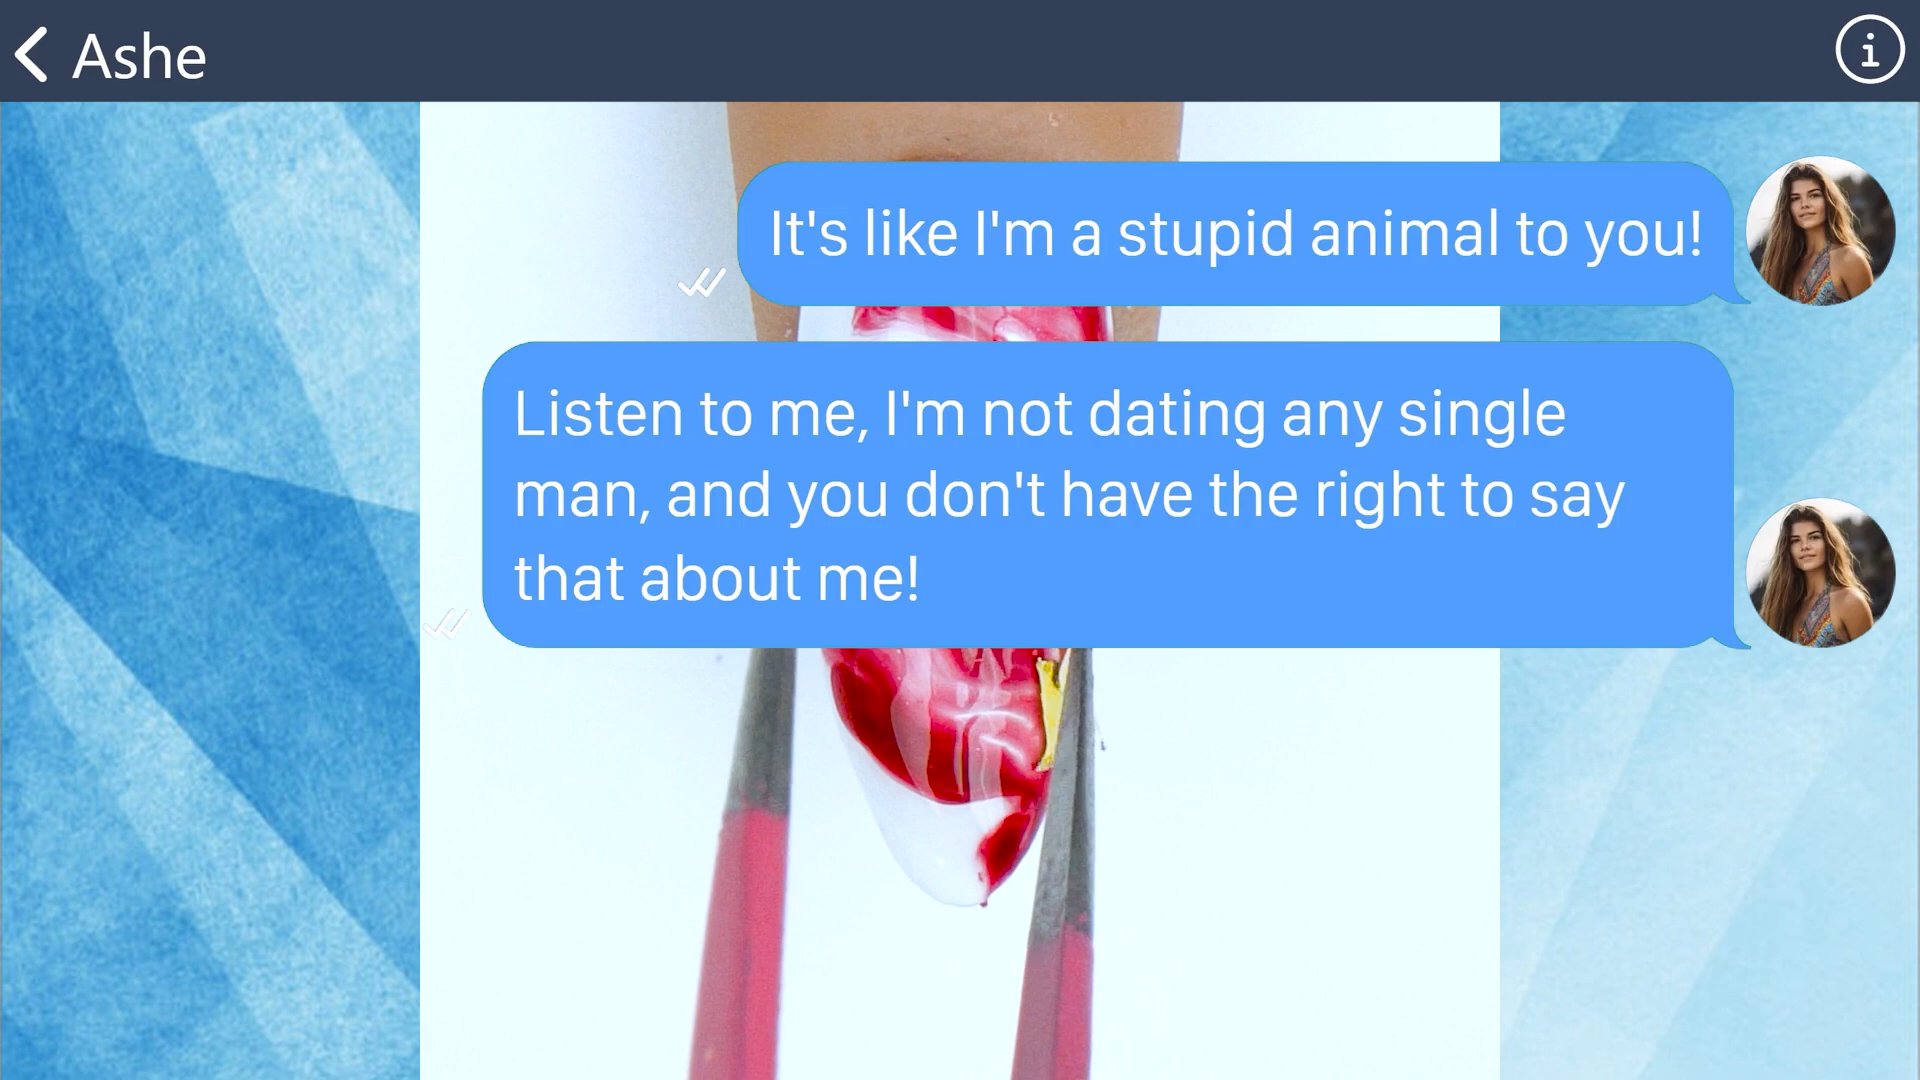 Ashe
It's like I'm a stupid animal to you!
Listen to me, I'm not dating any single
man, and you don't have the right to say
that about me!